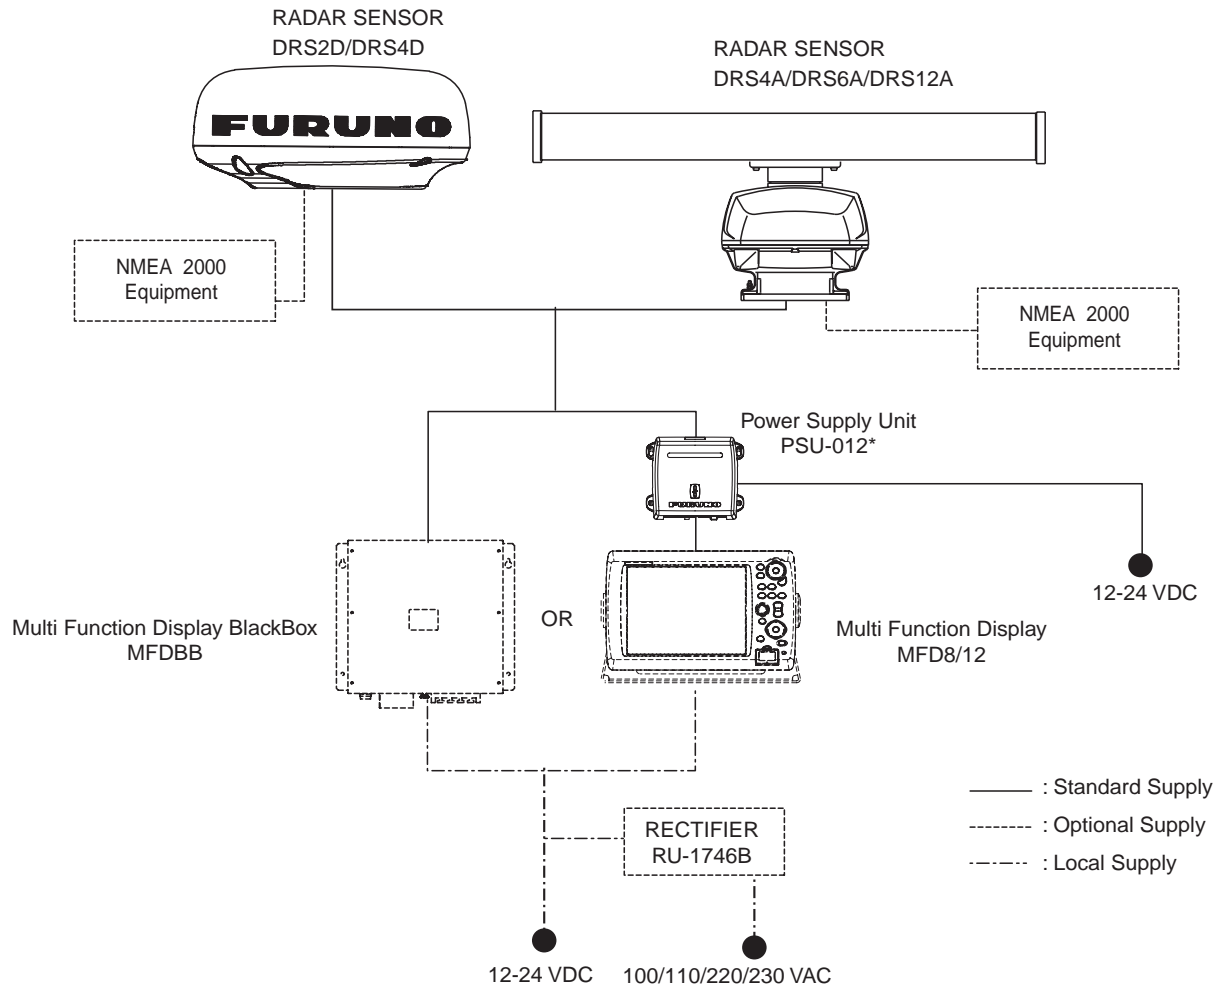 RADAR SENSOR
DRS2D/DRS4D
RADAR SENSOR
DRS4A/DRS6A/DRS12A
FURUNO
NMEA 2000
Equipment
NMEA 2000
Equipment
Power Supply Unit
PSU-012*
FURUNO
12-24 VDC
Multi Function Display BlackBox
MFDBB
OR
Multi Function Display
MFD8/12
RECTIFIER
RU-1746B
: Standard Supply
: Optional Supply
: Local Supply
12-24 VDC
100/110/220/230 VAC